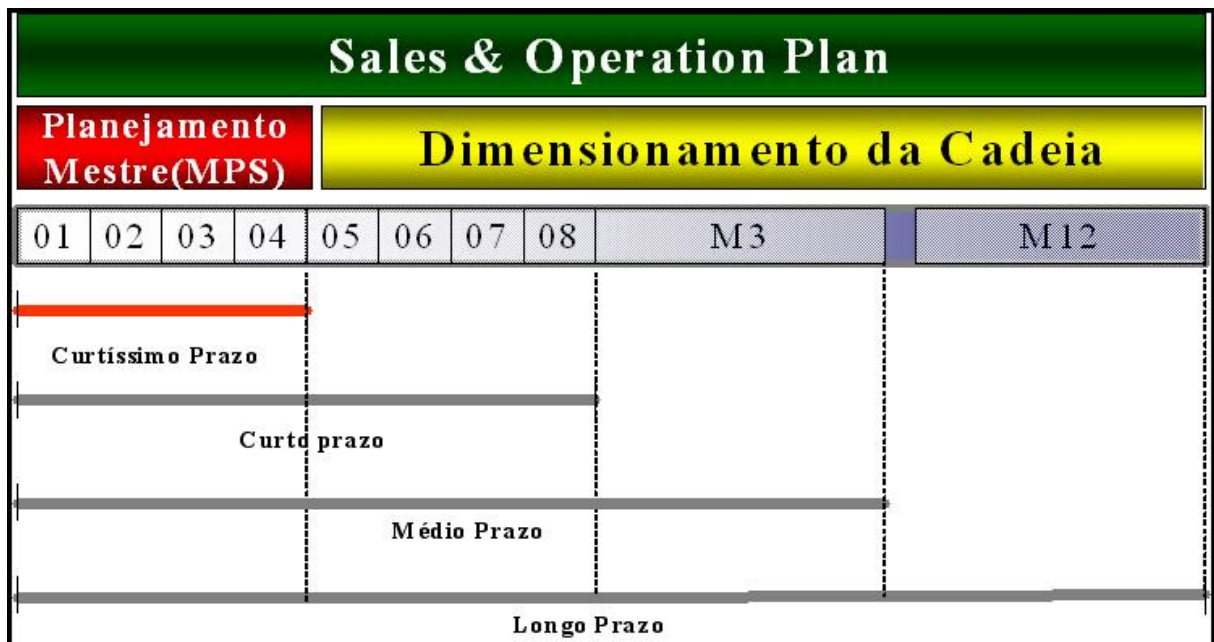 Sales & Operation Plan
Planejamento
Mestre(MPS)
Dimensionamento da Cadeia
01 02 03 04 05 06 07 08 M3 M12
Curtíssimo Prazo
Curto prazo
Médio Prazo
Longo Prazo